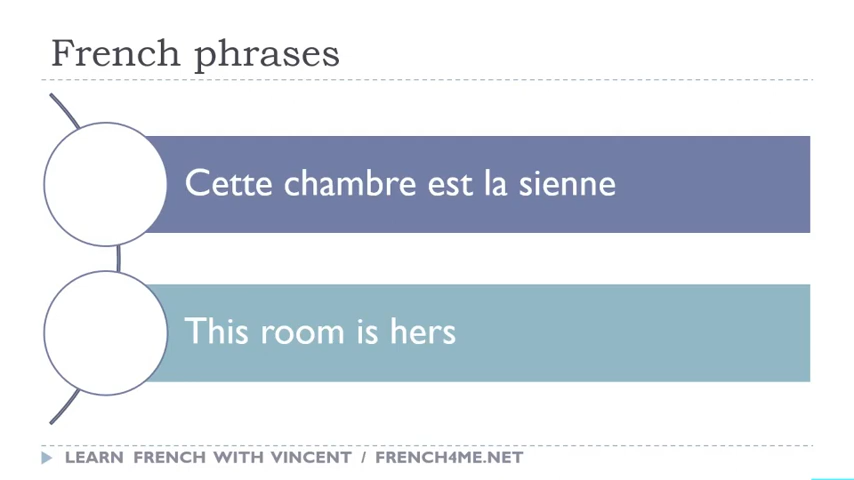 French phrases
Cette chambre est la sienne
This room is hers
LEARN FRENCH WITH VINCENT / FRENCH4ME.NET